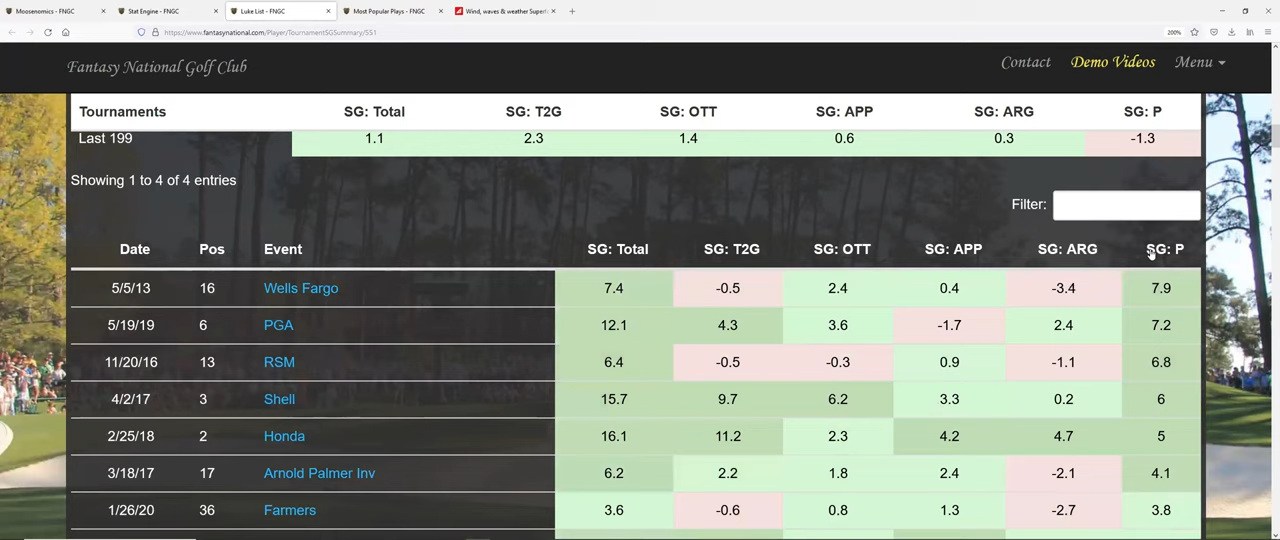 Moosenomics - FNGC
Stat Engine - FNGC
Luke List - FNGC
Most Popular Plays - FNGC
Wind, waves & weather Superf
https://www.fantasynational.com/Player/TournamentSGSummary/551
200%
Fantasy National Golf Club
Contact
Demo Videos
Menu
Tournaments SG: Total SG: T2G SG: OTT SG: APP SG: ARG SG: P
Last 199 1.1 2.3 1.4 0.6 0.3 -1.3
Showing 1 to 4 of 4 entries
Filter:
Date Pos Event SG: Total SG: T2G SG: OTT SG: APP SG: ARG SG: P
5/5/13 16 Wells Fargo 7.4 -0.5 2.4 0.4 -3.4 7.9
5/19/19 6 PGA 12.1 4.3 3.6 -1.7 2.4 7.2
11/20/16 13 RSM 6.4 -0.5 -0.3 0.9 -1.1 6.8
4/2/17 3 Shell 15.7 9.7 6.2 3.3 0.2 6
2/25/18 2 Honda 16.1 11.2 2.3 4.2 4.7 5
3/18/17 17 Arnold Palmer Inv 6.2 2.2 1.8 2.4 -2.1 4.1
1/26/20 36 Farmers 3.6 -0.6 0.8 1.3 -2.7 3.8